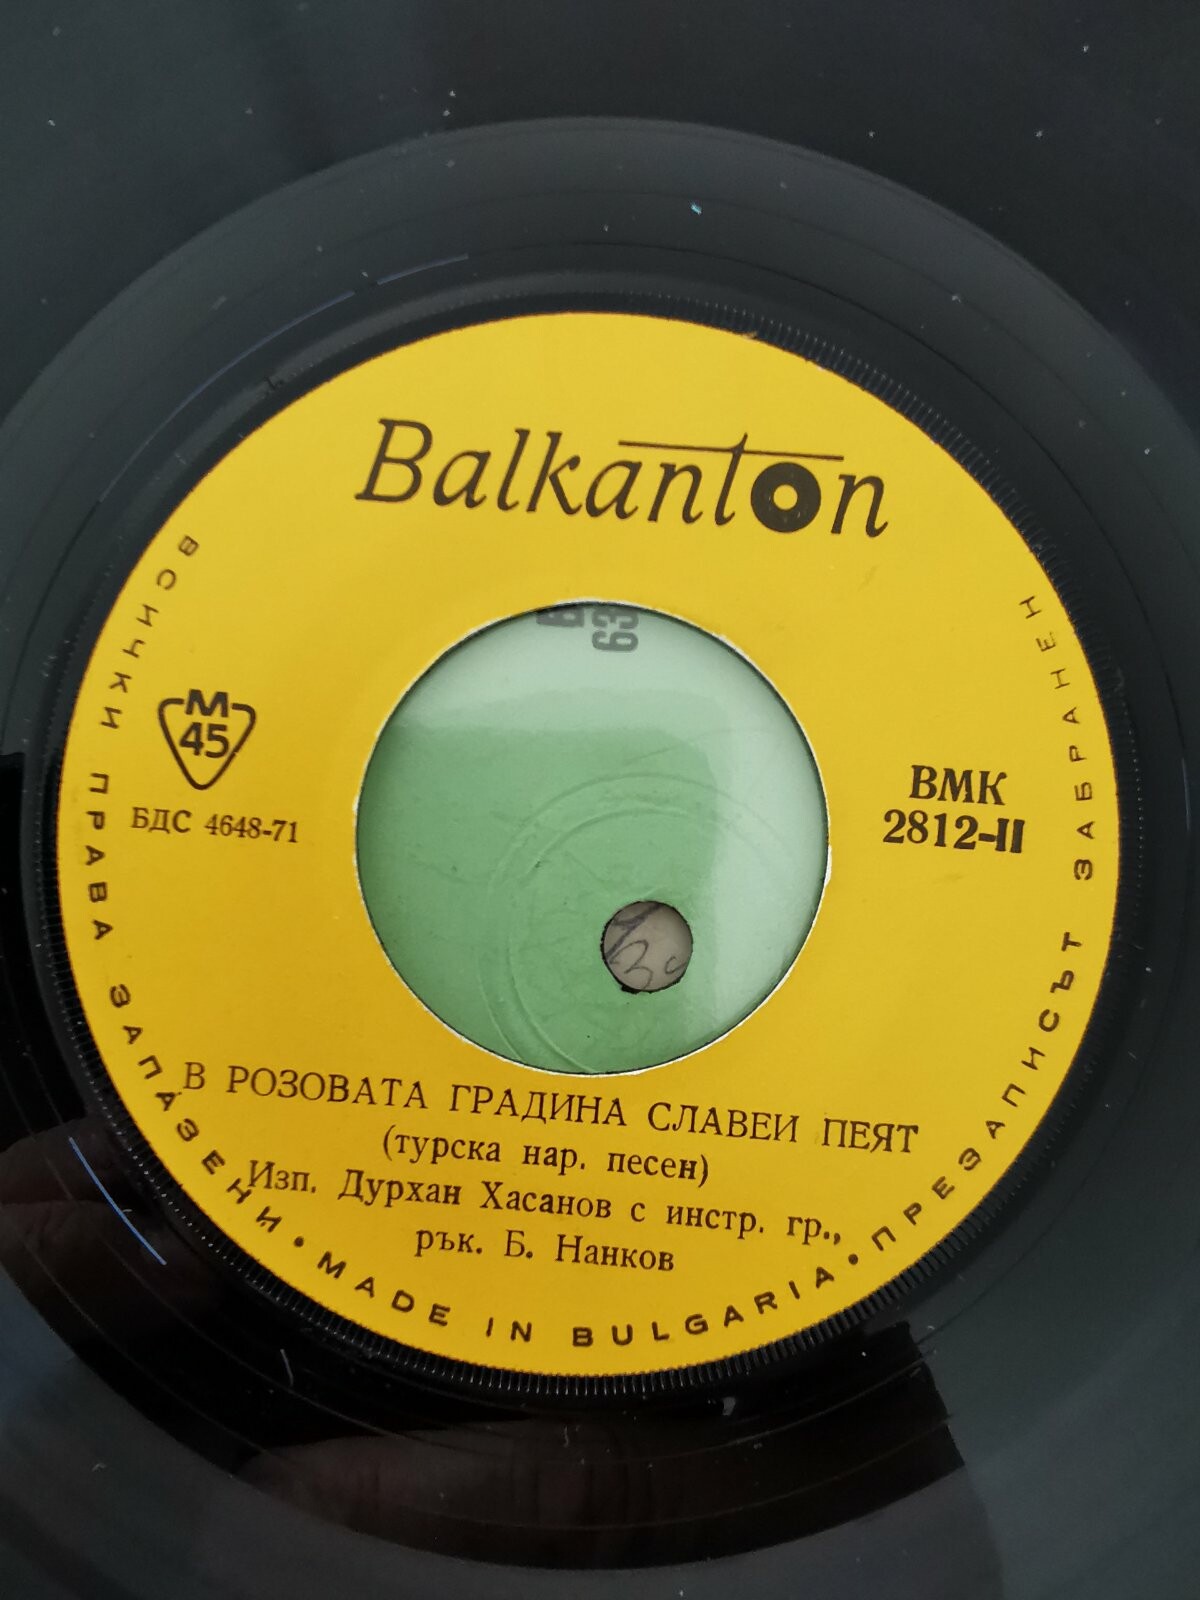 Balkanton
М
45
БДС 4648-71
ВМК
2812-II
63
В РОЗОВАТА ГРАДИНА СЛАВЕИ ПЕЯТ
(турска нар. песен)
Изп. Дурхан Хасанов с инстр. гр.,
рък. Б. Нанков
ВСИЧКИ ПРАВА ЗАПАЗЕНИ • MADE IN BULGARIA • ПРЕЗАПИСЪТ ЗАБРАНЕН